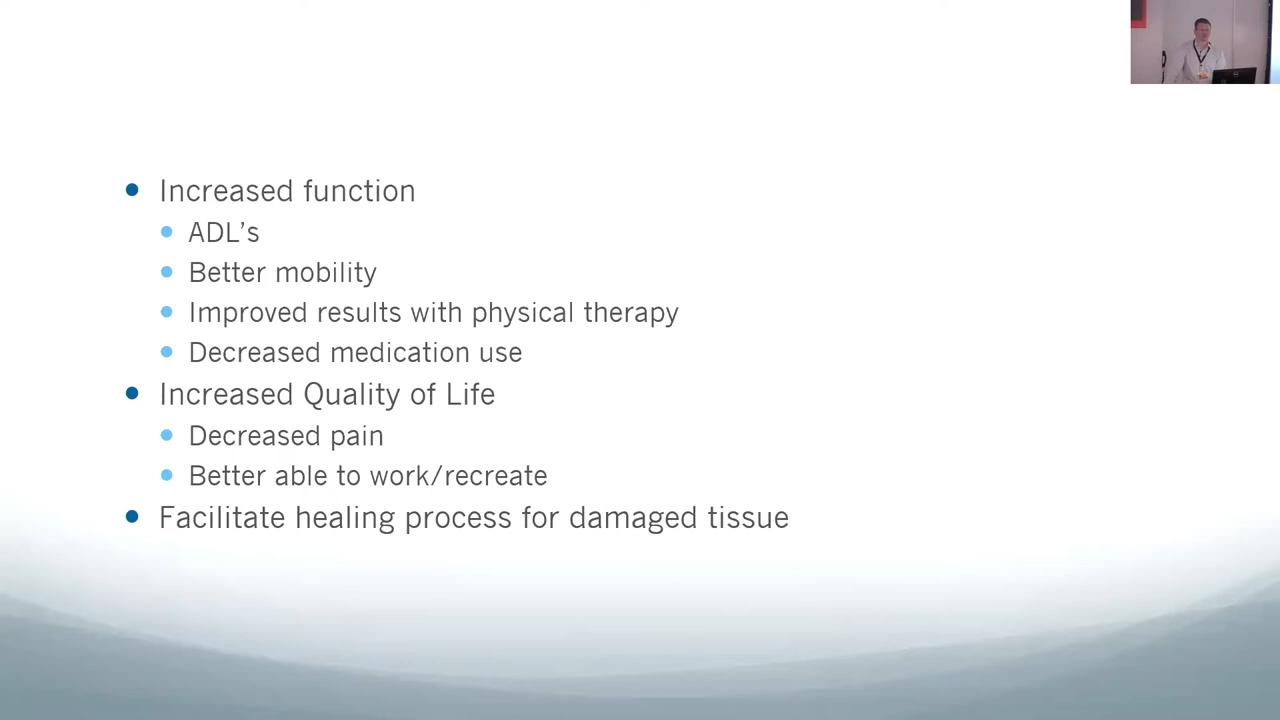 Increased function
ADL’s
Better mobility
Improved results with physical therapy
Decreased medication use
Increased Quality of Life
Decreased pain
Better able to work/recreate
Facilitate healing process for damaged tissue